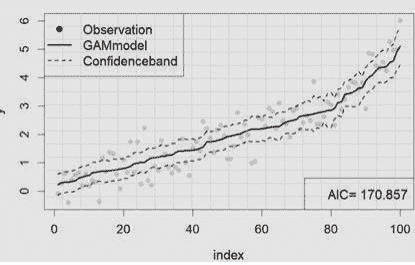 Observation
GAMmodel
Confidenceband
6
5
4
3
2
1
0
y
AIC= 170.857
0 20 40 60 80 100
index